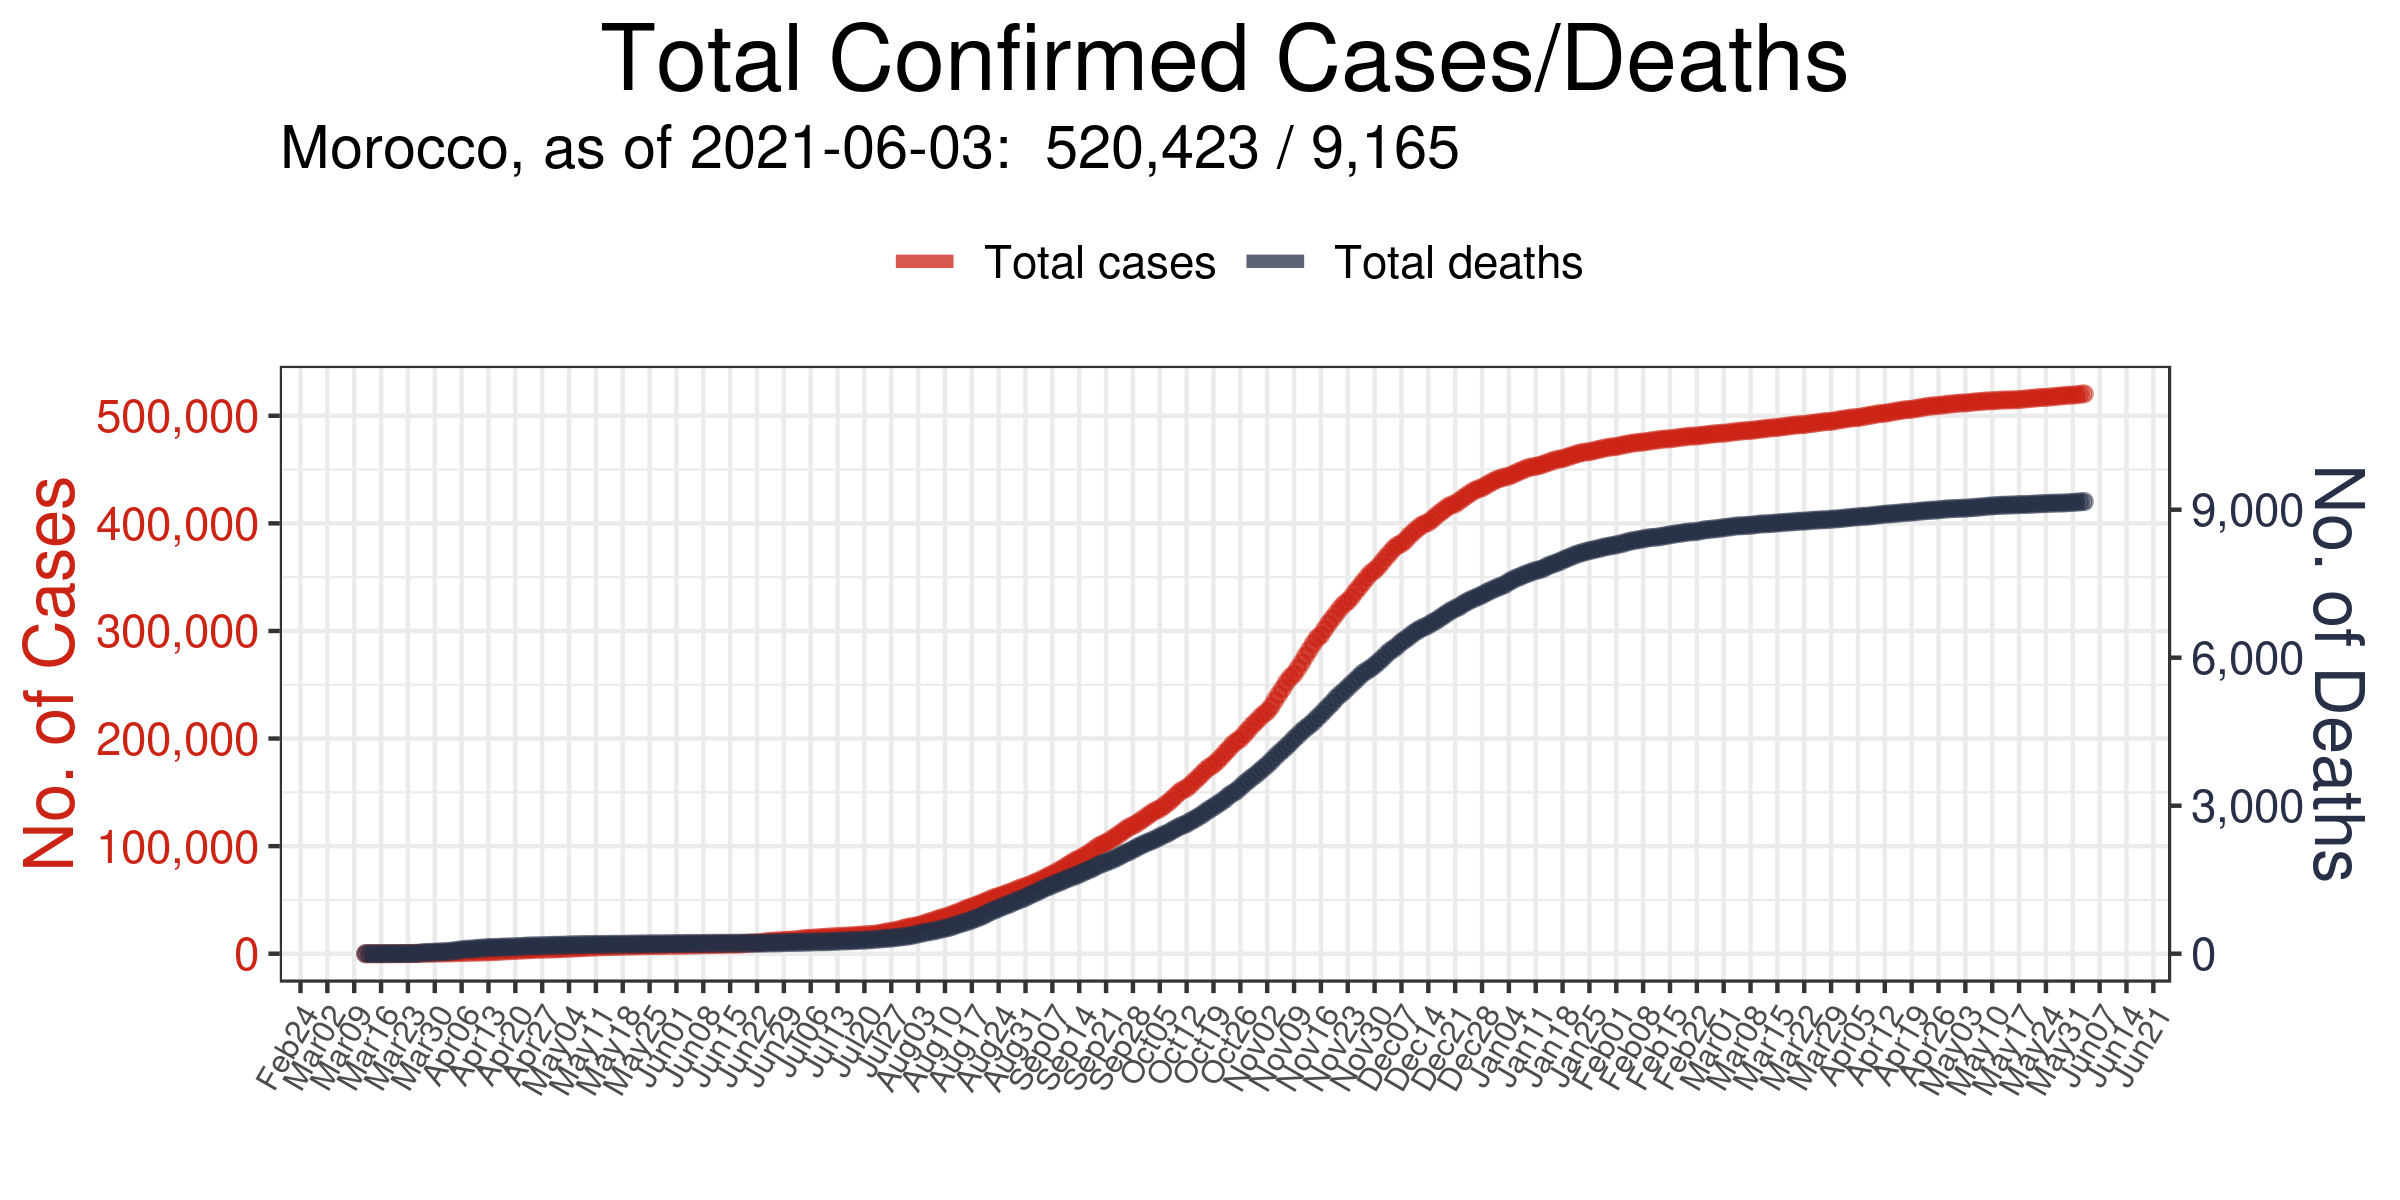 Total Confirmed Cases/Deaths
Morocco, as of 2021-06-03:  520,423 / 9,165
Total cases
Total deaths
No. of Cases
500,000
400,000
300,000
200,000
100,000
0
9,000
6,000
3,000
0
No. of Deaths
Feb24
Mar02
Mar09
Mar16
Mar23
Mar30
Apr06
Apr13
Apr20
Apr27
May04
May11
May18
May25
Jun01
Jun08
Jun15
Jun22
Jun29
Jul06
Jul13
Jul20
Jul27
Aug03
Aug10
Aug17
Aug24
Aug31
Sep07
Sep14
Sep21
Sep28
Oct05
Oct12
Oct19
Oct26
Nov02
Nov09
Nov16
Nov23
Nov30
Dec07
Dec14
Dec21
Dec28
Jan04
Jan11
Jan18
Jan25
Feb01
Feb08
Feb15
Feb22
Mar01
Mar08
Mar15
Mar22
Mar29
Apr05
Apr12
Apr19
Apr26
May03
May10
May17
May24
May31
Jun07
Jun14
Jun21